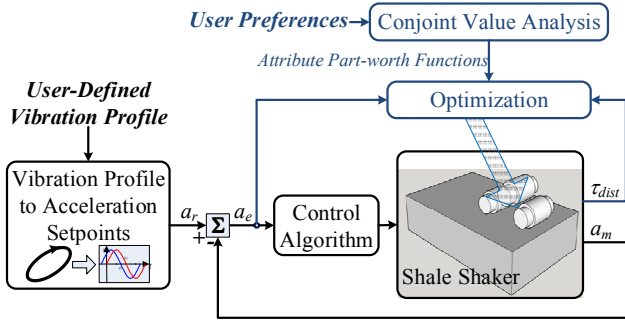 User Preferences
Conjoint Value Analysis
Attribute Part-worth Functions
User-Defined
Vibration Profile
Optimization
Vibration Profile
to Acceleration
Setpoints
a_r
+
-
Σ
a_e
Control
Algorithm
Shale Shaker
τ_dist
a_m